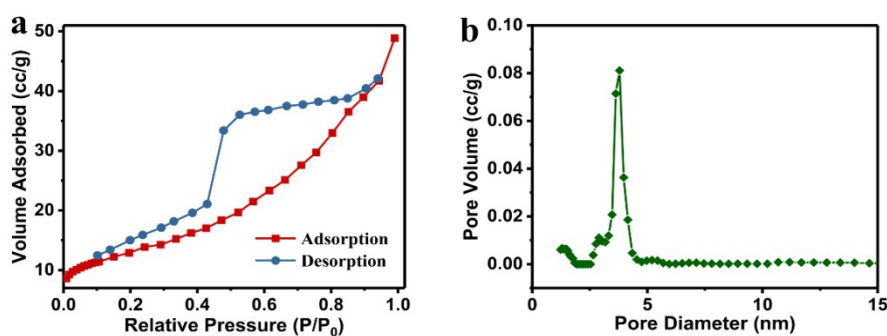 a
Volume Adsorbed (cc/g)
50
40
30
20
10
0.0 0.2 0.4 0.6 0.8 1.0
Relative Pressure (P/P0)
Adsorption
Desorption
b
Pore Volume (cc/g)
0.10
0.08
0.06
0.04
0.02
0.00
0 5 10 15
Pore Diameter (nm)